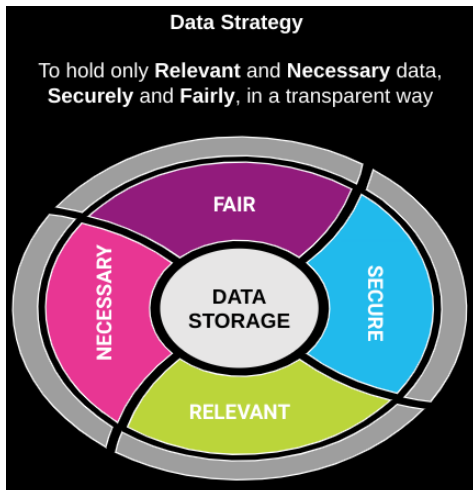 Data Strategy
To hold only Relevant and Necessary data,
Securely and Fairly, in a transparent way
FAIR
NECESSARY
DATA
STORAGE
SECURE
RELEVANT